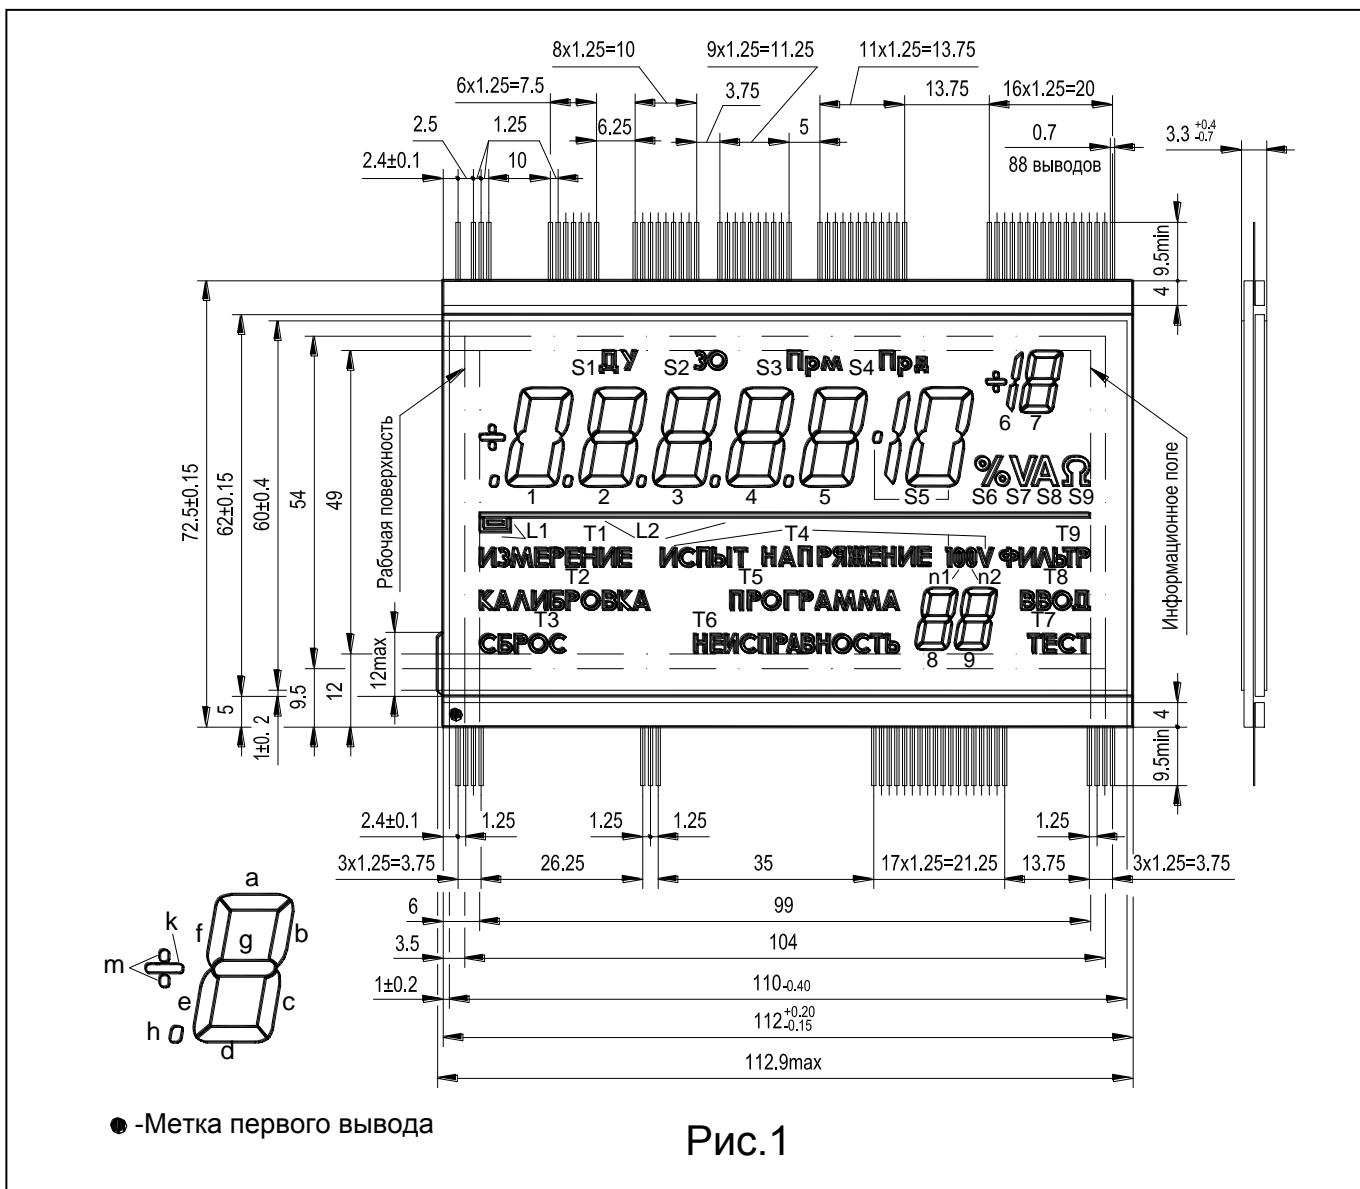 8x1.25=10 9x1.25=11.25 11x1.25=13.75
6x1.25=7.5 3.75 13.75 16x1.25=20
2.5 1.25 6.25 5 0.7 3.3 +0.4 -0.7
2.4±0.1 10 88 выводов
9.5min
4
S1 ДУ S2 ЗО S3 Прм S4 Прд
6 7
% V A Ω
1 2 3 4 5 S5 S6 S7 S8 S9
L1 T1 L2 T4 T9
ИЗМЕРЕНИЕ ИСПЫТ НАПРЯЖЕНИЕ 100V ФИЛЬТР
T2 T5 n1 n2 T8
КАЛИБРОВКА ПРОГРАММА ВВОД
T3 T6 T7
СБРОС НЕИСПРАВНОСТЬ ТЕСТ
8 9
Рабочая поверхность
Информационное поле
72.5±0.15
62±0.15
60±0.4
54
49
12max
9.5
12
5
1±0.2
4
9.5min
2.4±0.1 1.25 1.25 1.25 1.25
3x1.25=3.75 26.25 35 17x1.25=21.25 13.75 3x1.25=3.75
6 99
3.5 104
1±0.2 110-0.40
112 +0.20 -0.15
112.9max
a
k f g b
m
e c
h d
-Метка первого вывода
Рис.1